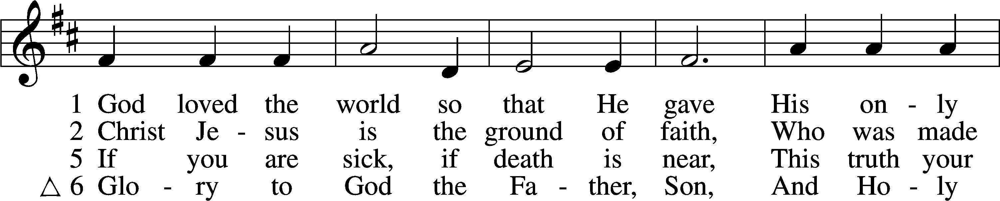 1 God loved the world so that He gave His on - ly
2 Christ Je - sus is the ground of faith, Who was made
5 If you are sick, if death is near, This truth your
△ 6 Glo - ry to God the Fa - ther, Son, And Ho - ly